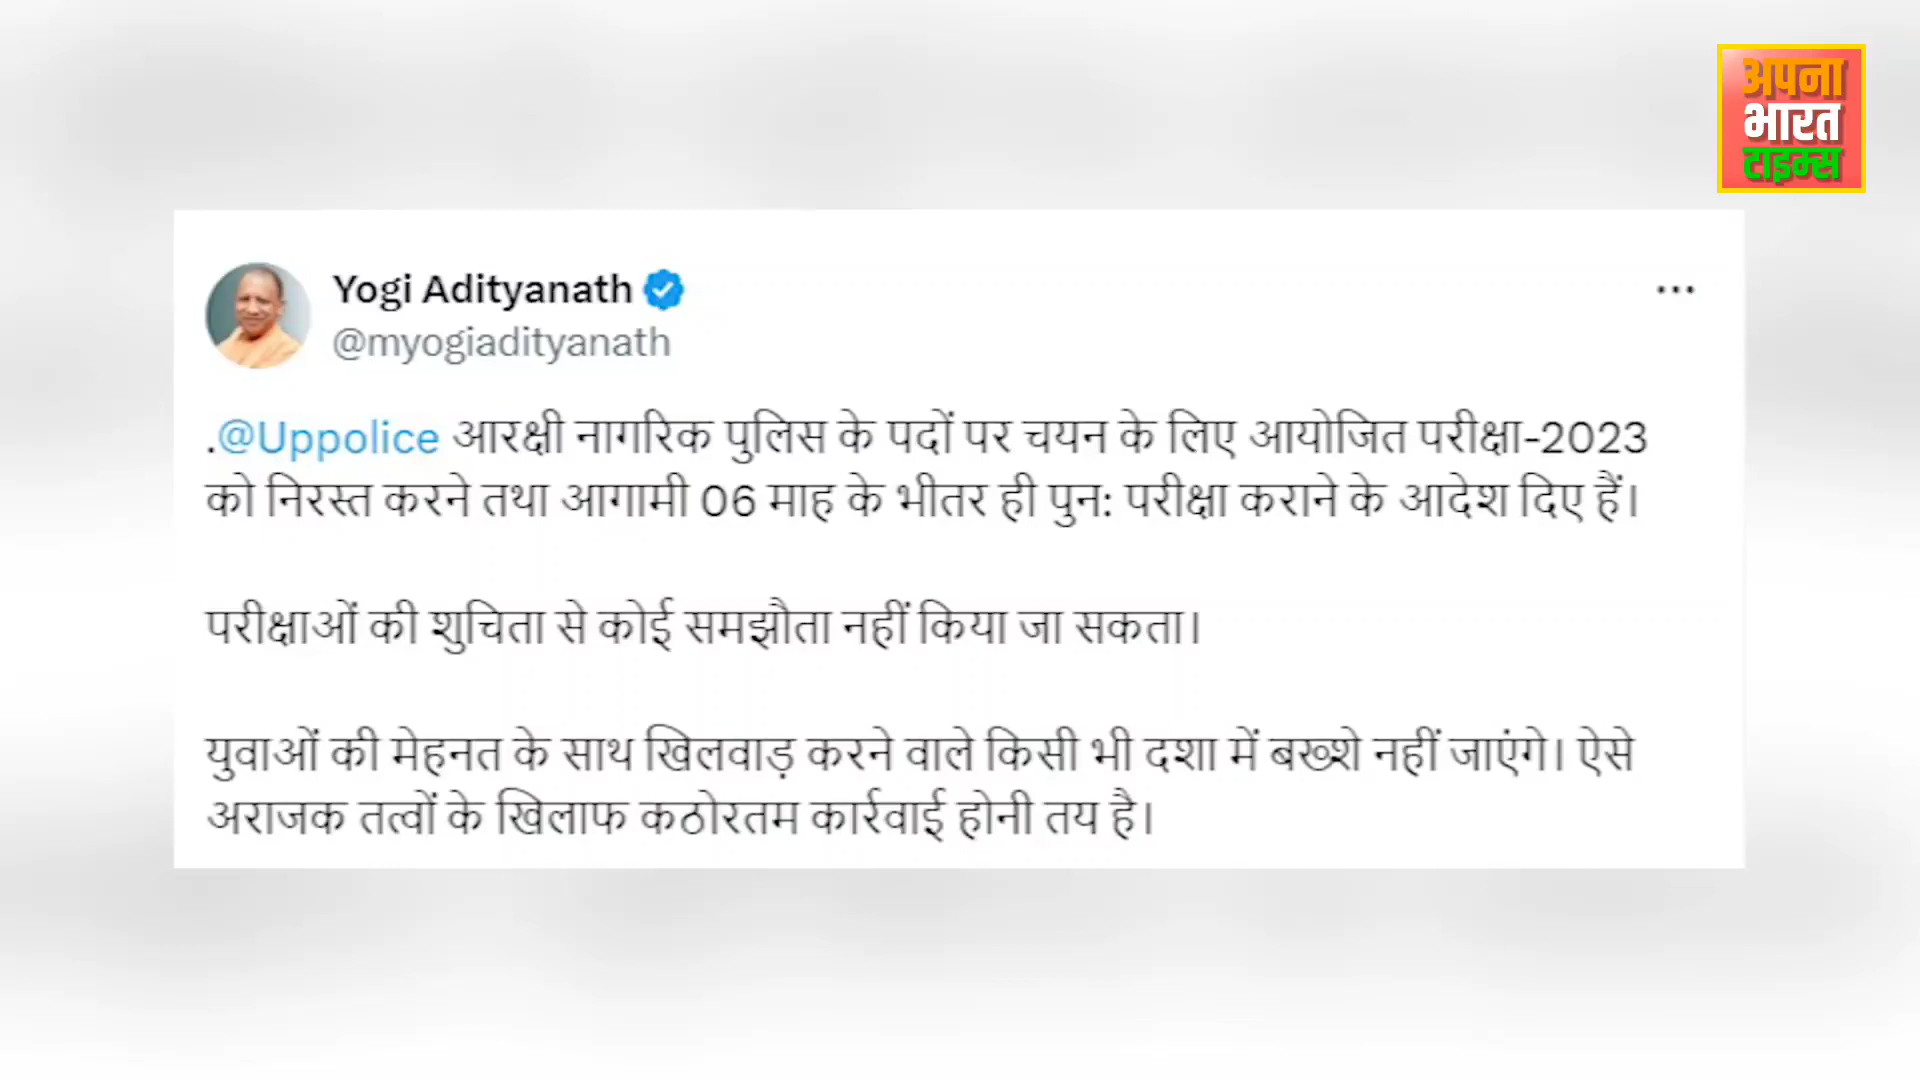 अपना
भारत
टाइम्स
Yogi Adityanath
@myogiadityanath
.@Uppolice आरक्षी नागरिक पुलिस के पदों पर चयन के लिए आयोजित परीक्षा-2023
को निरस्त करने तथा आगामी 06 माह के भीतर ही पुन: परीक्षा कराने के आदेश दिए हैं।
परीक्षाओं की शुचिता से कोई समझौता नहीं किया जा सकता।
युवाओं की मेहनत के साथ खिलवाड़ करने वाले किसी भी दशा में बख्शे नहीं जाएंगे। ऐसे
अराजक तत्वों के खिलाफ कठोरतम कार्रवाई होनी तय है।